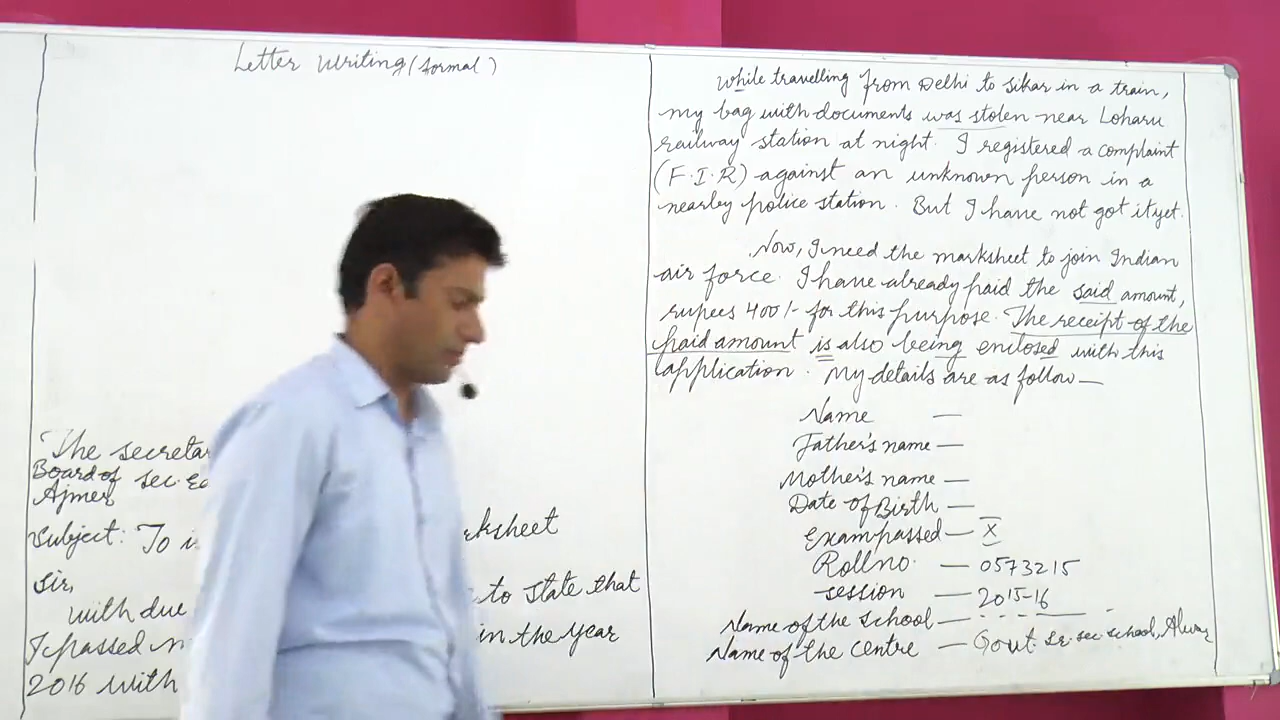 Letter Writing (formal)
The secretar
Board of sec. Ed
Ajmer
Subject: To is rksheet
Sir,
with due to state that
I passed m in the year
2016 with
While travelling from Delhi to Sikar in a train,
my bag with documents was stolen near Loharu
railway station at night. I registered a complaint
(F.I.R) against an unknown person in a
nearby police station. But I have not got it yet.
Now, I need the marksheet to join Indian
air force. I have already paid the said amount,
rupees 400/- for this purpose. The receipt of the
paid amount is also being enclosed with this
application. My details are as follow —
Name —
Father's name —
Mother's name —
Date of Birth —
Exam passed — X
Roll no. — 0573215
session — 2015-16
Name of the school —
Name of the centre — Govt. Sr. sec. school, Alwar